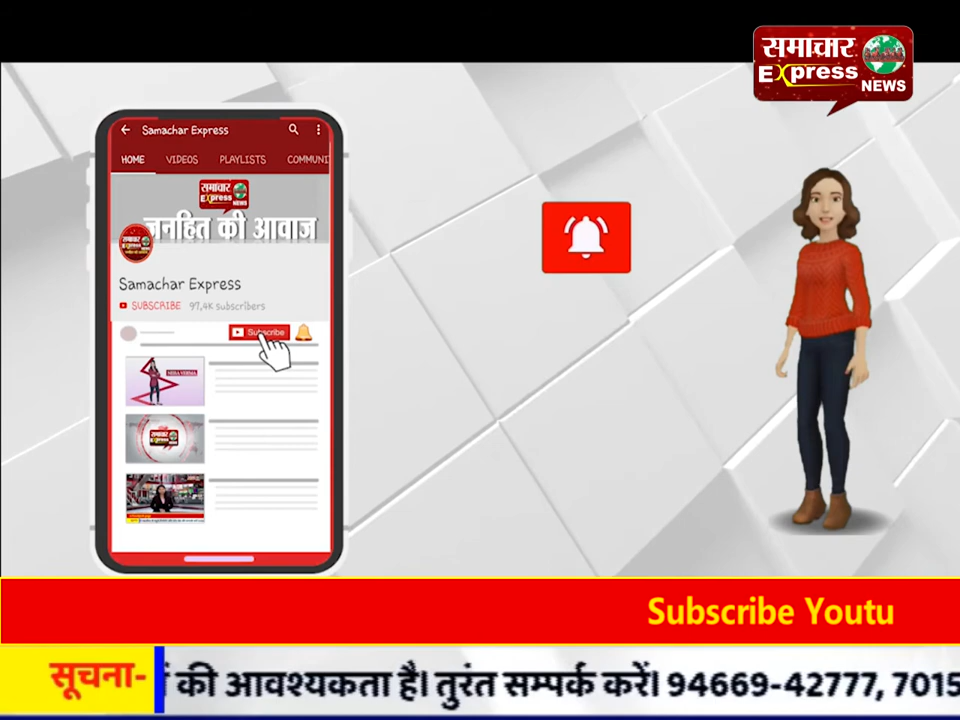 समाचार
Express
NEWS
Samachar Express
HOME VIDEOS PLAYLISTS COMMUNI
समाचार
Express
NEWS
जनहित की आवाज
Samachar Express
SUBSCRIBE 97.4K subscribers
Subscribe
Subscribe Youtu
सूचना- की आवश्यकता है। तुरंत सम्पर्क करें। 94669-42777, 7015